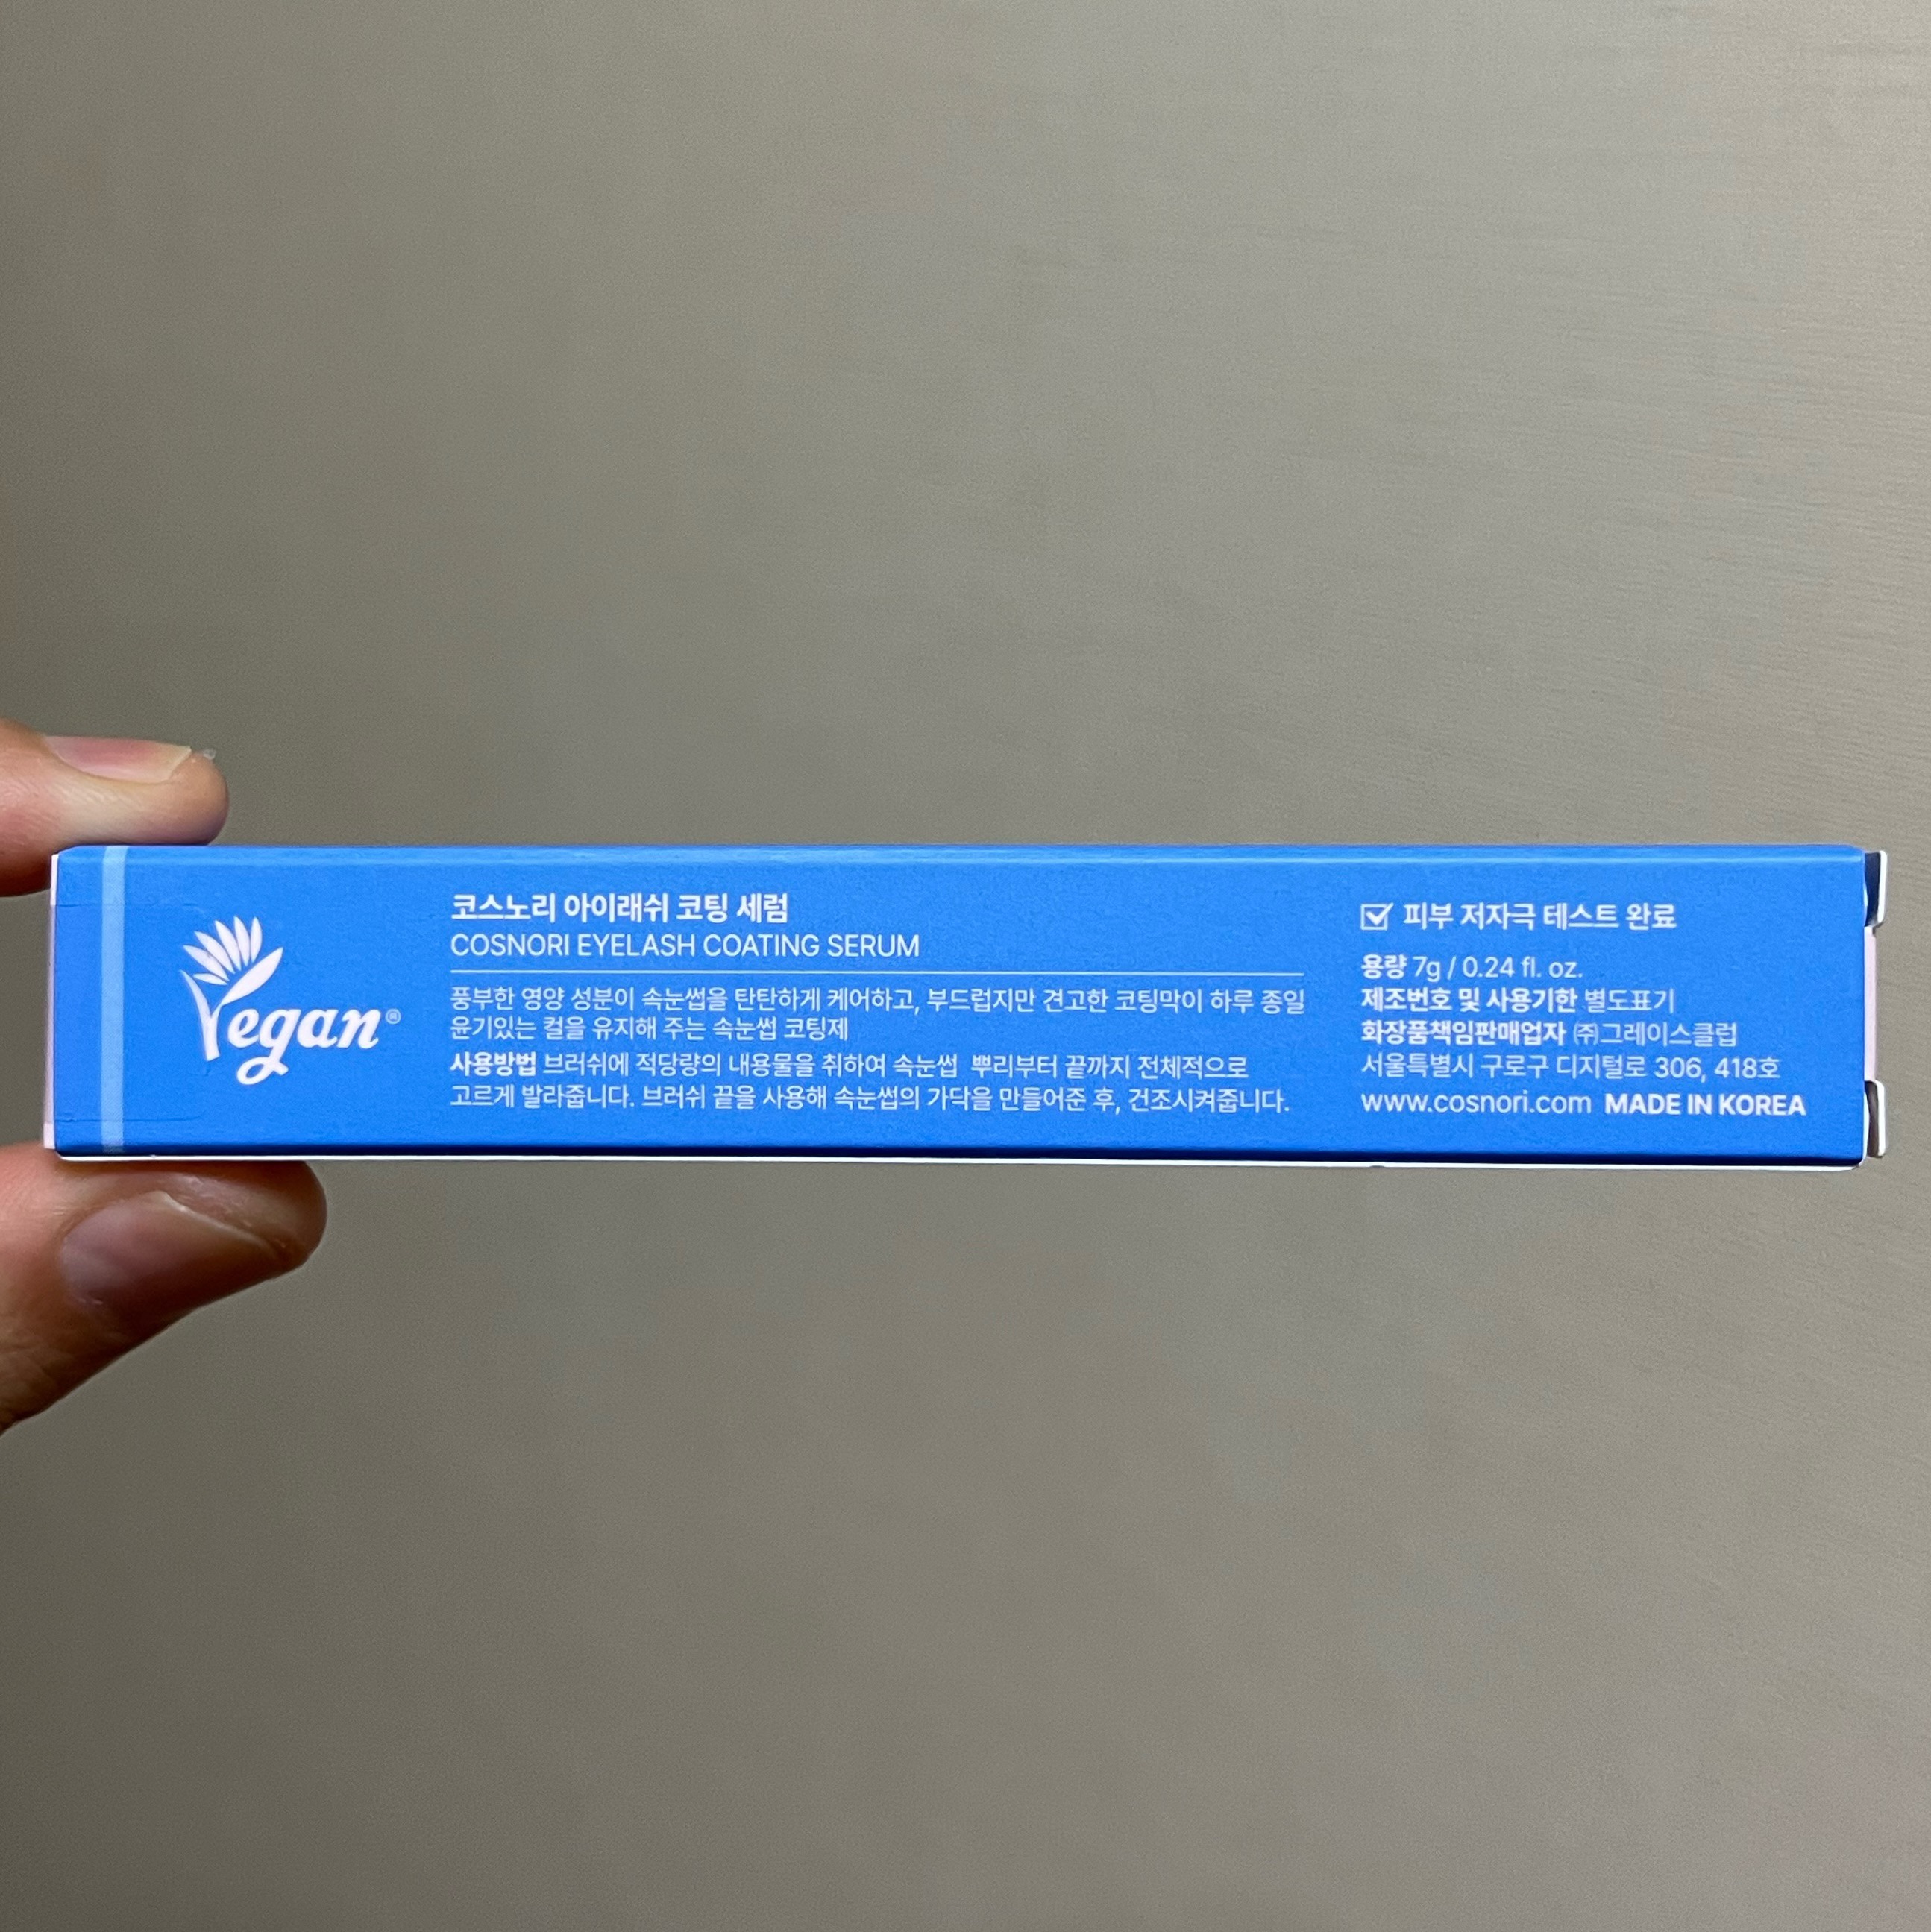 Vegan®
코스노리 아이래쉬 코팅 세럼
COSNORI EYELASH COATING SERUM
풍부한 영양 성분이 속눈썹을 탄탄하게 케어하고, 부드럽지만 견고한 코팅막이 하루 종일
윤기있는 컬을 유지해 주는 속눈썹 코팅제
사용방법 브러쉬에 적당량의 내용물을 취하여 속눈썹 뿌리부터 끝까지 전체적으로
고르게 발라줍니다. 브러쉬 끝을 사용해 속눈썹의 가닥을 만들어준 후, 건조시켜줍니다.
피부 저자극 테스트 완료
용량 7g / 0.24 fl. oz.
제조번호 및 사용기한 별도표기
화장품책임판매업자 ㈜그레이스클럽
서울특별시 구로구 디지털로 306, 418호
www.cosnori.com MADE IN KOREA